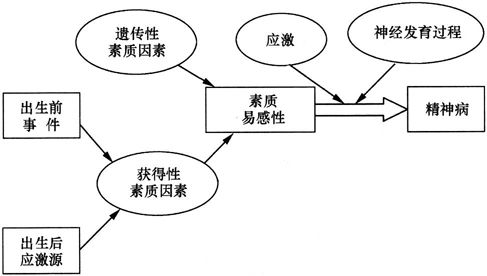 遗传性
素质因素
应激
神经发育过程
出生前
事 件
素质
易感性
精神病
获得性
素质因素
出生后
应激源